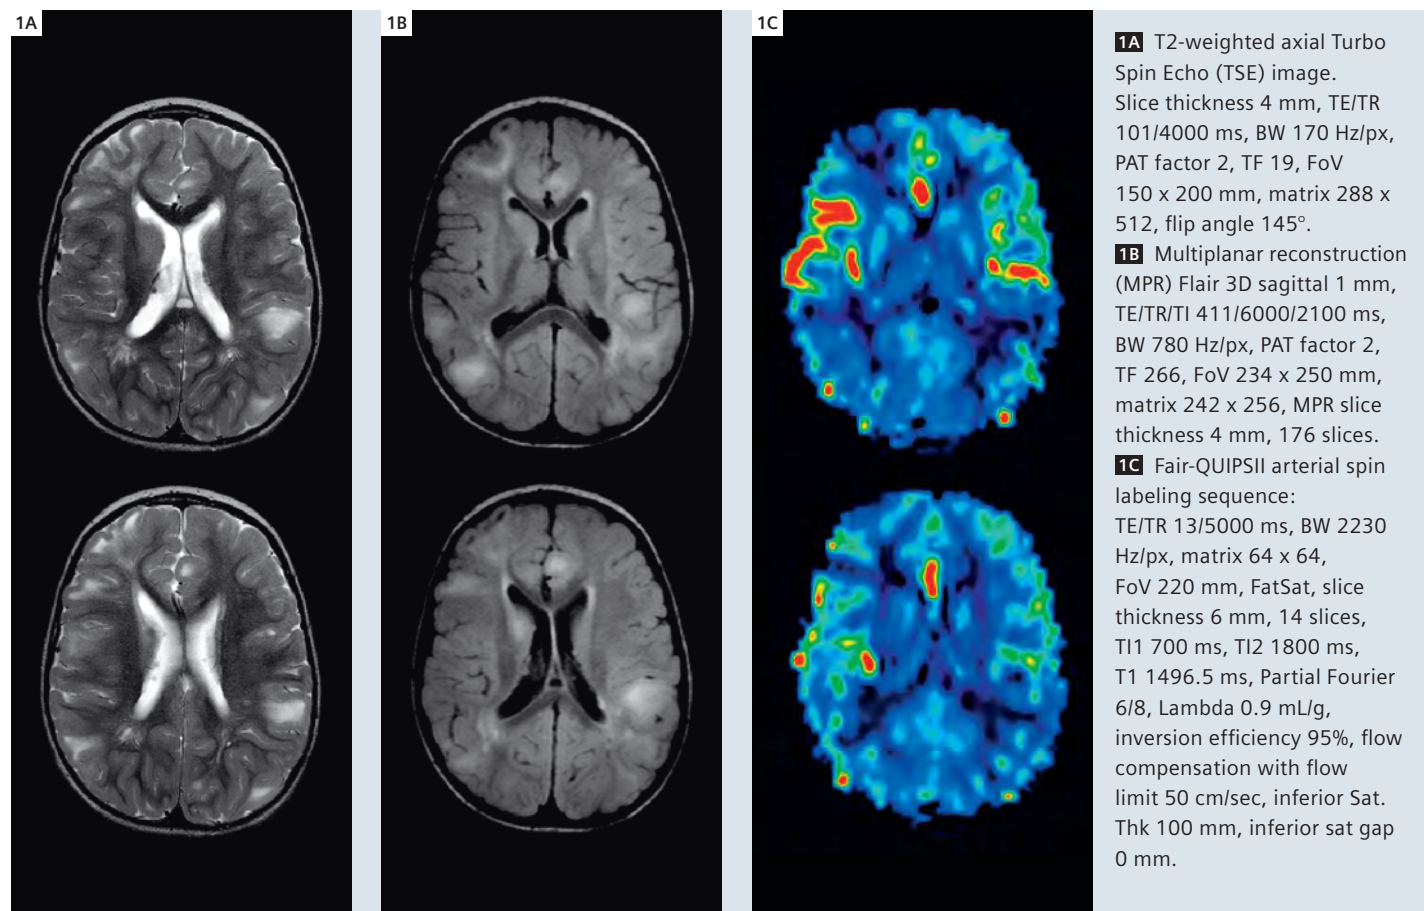 1A
1B
1C
1A T2-weighted axial Turbo
Spin Echo (TSE) image.
Slice thickness 4 mm, TE/TR
101/4000 ms, BW 170 Hz/px,
PAT factor 2, TF 19, FoV
150 x 200 mm, matrix 288 x
512, flip angle 145°.
1B Multiplanar reconstruction
(MPR) Flair 3D sagittal 1 mm,
TE/TR/TI 411/6000/2100 ms,
BW 780 Hz/px, PAT factor 2,
TF 266, FoV 234 x 250 mm,
matrix 242 x 256, MPR slice
thickness 4 mm, 176 slices.
1C Fair-QUIPSII arterial spin
labeling sequence:
TE/TR 13/5000 ms, BW 2230
Hz/px, matrix 64 x 64,
FoV 220 mm, FatSat, slice
thickness 6 mm, 14 slices,
TI1 700 ms, TI2 1800 ms,
T1 1496.5 ms, Partial Fourier
6/8, Lambda 0.9 mL/g,
inversion efficiency 95%, flow
compensation with flow
limit 50 cm/sec, inferior Sat.
Thk 100 mm, inferior sat gap
0 mm.